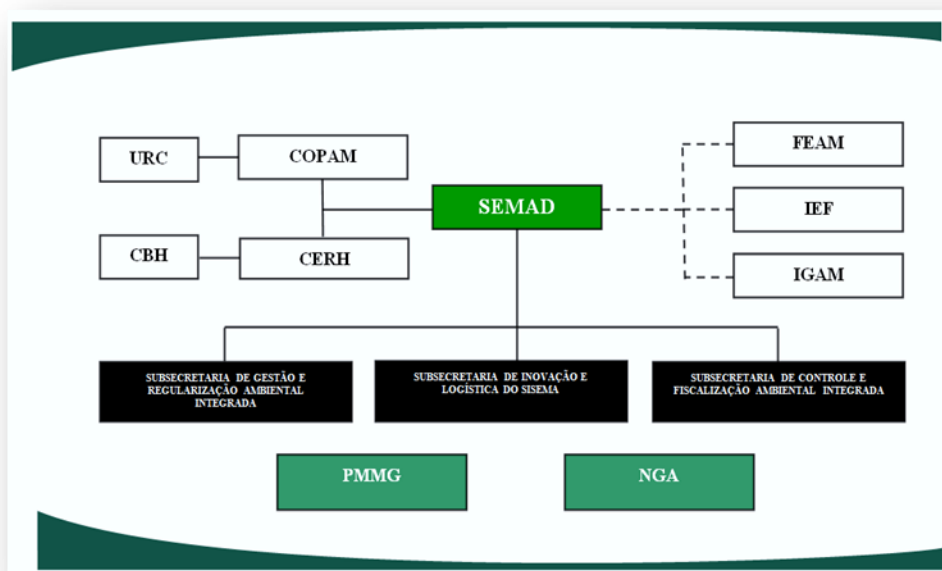 URC
COPAM
FEAM
SEMAD
IEF
CBH
CERH
IGAM
SUBSECRETARIA DE GESTÃO E
REGULARIZAÇÃO AMBIENTAL
INTEGRADA
SUBSECRETARIA DE INOVAÇÃO E
LOGÍSTICA DO SISEMA
SUBSECRETARIA DE CONTROLE E
FISCALIZAÇÃO AMBIENTAL INTEGRADA
PMMG
NGA